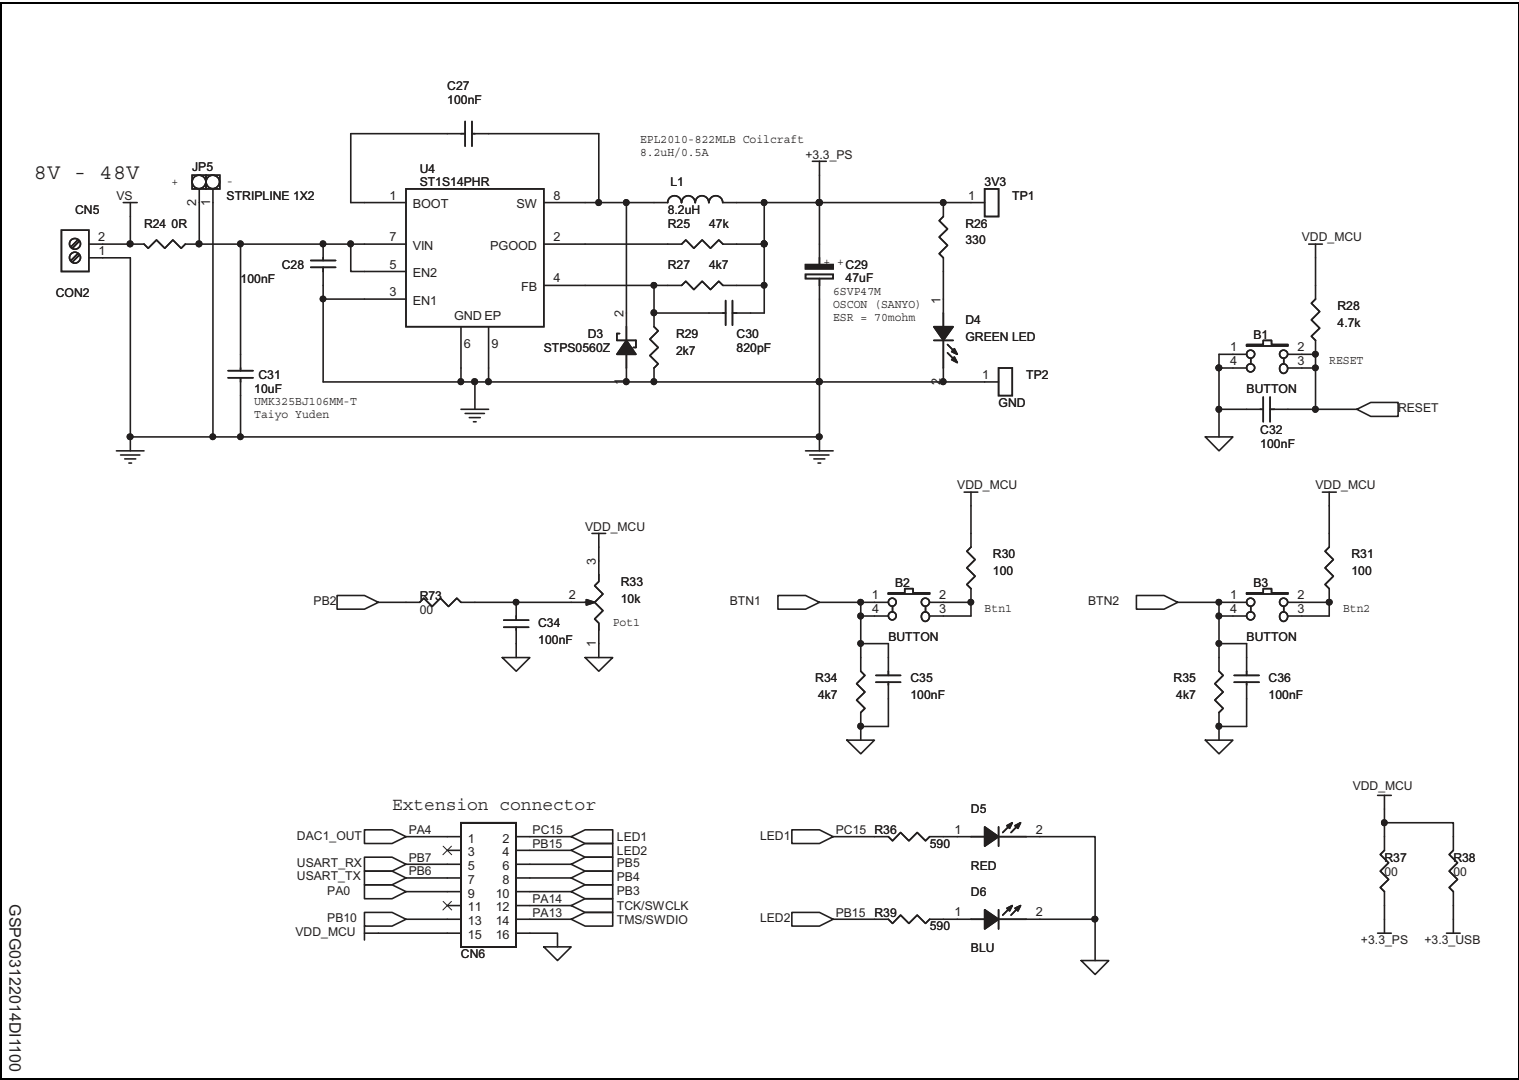 C27
100nF
EPL2010-822MLB Coilcraft
8.2uH/0.5A
+3.3_PS
8V - 48V
JP5
+ -
STRIPLINE 1X2
2 1
VS
CN5
2
1
CON2
R24 0R
U4
ST1S14PHR
1 BOOT
7 VIN
5 EN2
3 EN1
SW 8
PGOOD 2
FB 4
GND EP
6 9
L1
8.2uH
R25 47k
R27 4k7
C28
100nF
C31
10uF
UMK325BJ106MM-T
Taiyo Yuden
D3
STPS0560Z
2
1
R29
2k7
C30
820pF
+ + C29
47uF
6SVP47M
OSCON (SANYO)
ESR = 70mohm
1 3V3 TP1
R26
330
1
D4
GREEN LED
2
1 TP2
GND
VDD_MCU
R28
4.7k
B1
1 2
4 3
RESET
BUTTON
C32
100nF
RESET
VDD_MCU
3
R33
10k
Pot1
2
1
PB2
R73
00
C34
100nF
VDD_MCU
R30
100
BTN1
B2
1 2
4 3
Btn1
BUTTON
R34
4k7
C35
100nF
VDD_MCU
R31
100
BTN2
B3
1 2
4 3
Btn2
BUTTON
R35
4k7
C36
100nF
Extension connector
DAC1_OUT PA4 1 2 PC15 LED1
3 4 PB15 LED2
USART_RX PB7 5 6 PB5
USART_TX PB6 7 8 PB4
PA0 9 10 PB3
11 12 PA14 TCK/SWCLK
PB10 13 14 PA13 TMS/SWDIO
VDD_MCU 15 16
CN6
LED1 PC15 R36
590
1 D5 2
RED
LED2 PB15 R39
590
1 D6 2
BLU
VDD_MCU
R37
00
R38
00
+3.3_PS
+3.3_USB
GSPG03122014DI1100